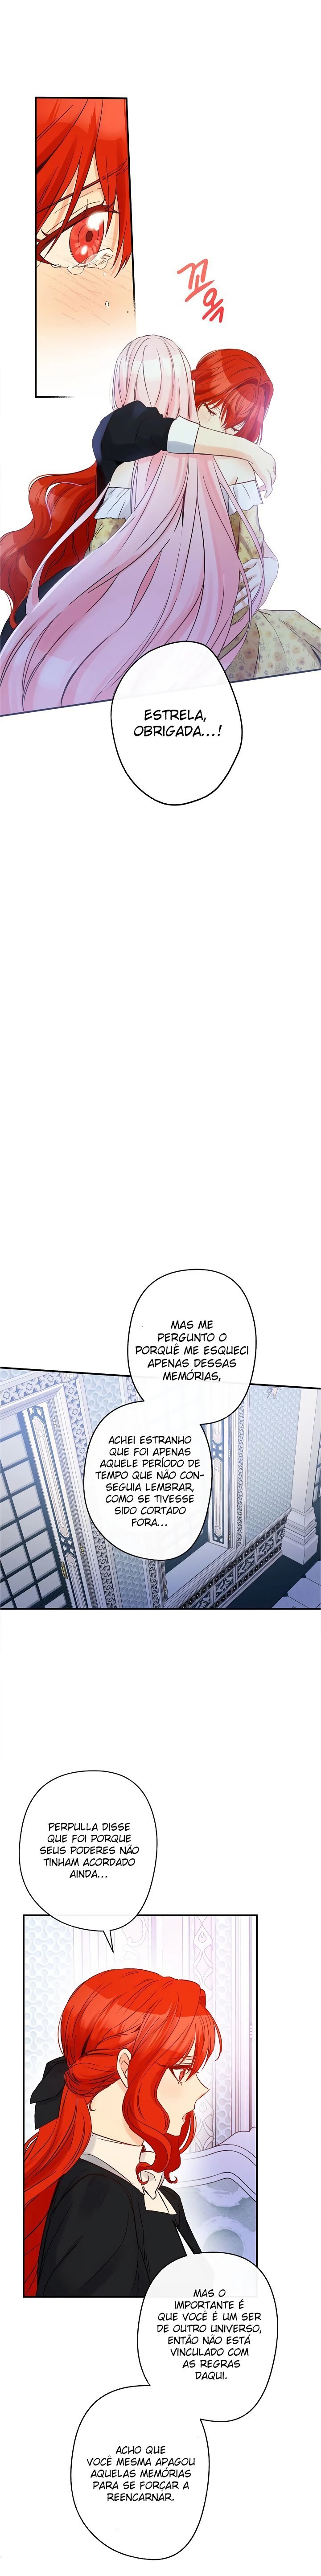 꼬옥
ESTRELA,
OBRIGADA...!
MAS ME
PERGUNTO O
PORQUÊ ME ESQUECI
APENAS DESSAS
MEMÓRIAS,
ACHEI ESTRANHO
QUE FOI APENAS
AQUELE PERÍODO DE
TEMPO QUE NÃO CON-
SEGUIA LEMBRAR,
COMO SE TIVESSE
SIDO CORTADO
FORA...
PERPULLA DISSE
QUE FOI PORQUE
SEUS PODERES NÃO
TINHAM ACORDADO
AINDA...
MAS O
IMPORTANTE É
QUE VOCÊ É UM SER
DE OUTRO UNIVERSO,
ENTÃO NÃO ESTÁ
VINCULADO COM
AS REGRAS
DAQUI.
ACHO QUE
VOCÊ MESMA APAGOU
AQUELAS MEMÓRIAS
PARA SE FORÇAR A
REENCARNAR.